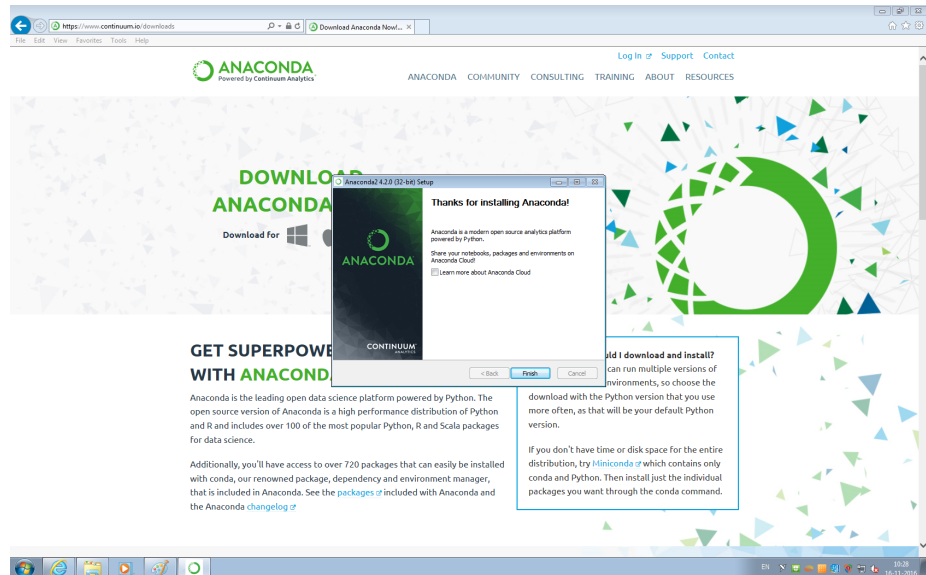 https://www.continuum.io/downloads
Download Anaconda Now!...
File Edit View Favorites Tools Help
Log In Support Contact
ANACONDA
Powered by Continuum Analytics
ANACONDA COMMUNITY CONSULTING TRAINING ABOUT RESOURCES
DOWNLO
ANACONDA
Download for
Anaconda2 4.2.0 (32-bit) Setup
Thanks for installing Anaconda!
Anaconda is a modern open source analytics platform
powered by Python.
Share your notebooks, packages and environments on
Anaconda Cloud!
Learn more about Anaconda Cloud
ANACONDA
CONTINUUM
ANALYTICS
< Back Finish Cancel
GET SUPERPOWE
WITH ANACOND
Anaconda is the leading open data science platform powered by Python. The
open source version of Anaconda is a high performance distribution of Python
and R and includes over 100 of the most popular Python, R and Scala packages
for data science.
Additionally, you'll have access to over 720 packages that can easily be installed
with conda, our renowned package, dependency and environment manager,
that is included in Anaconda. See the packages included with Anaconda and
the Anaconda changelog
uld I download and install?
can run multiple versions of
nvironments, so choose the
download with the Python version that you use
more often, as that will be your default Python
version.
If you don't have time or disk space for the entire
distribution, try Miniconda which contains only
conda and Python. Then install just the individual
packages you want through the conda command.
EN
10:28
16-11-2016